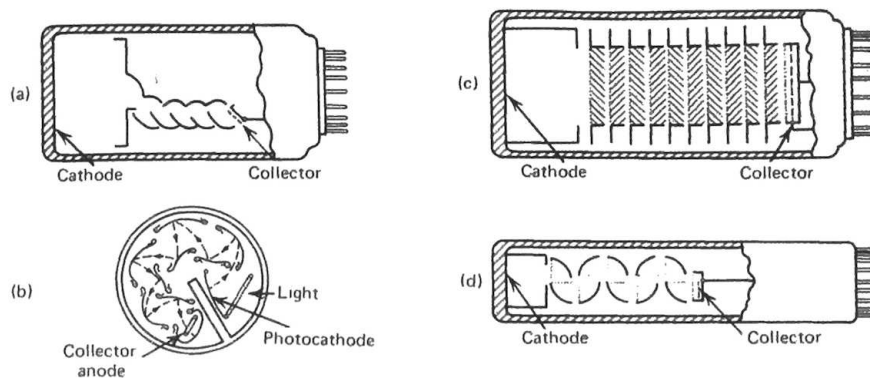 (a)
Cathode
Collector
(b)
Light
Photocathode
Collector
anode
(c)
Cathode
Collector
(d)
Cathode
Collector